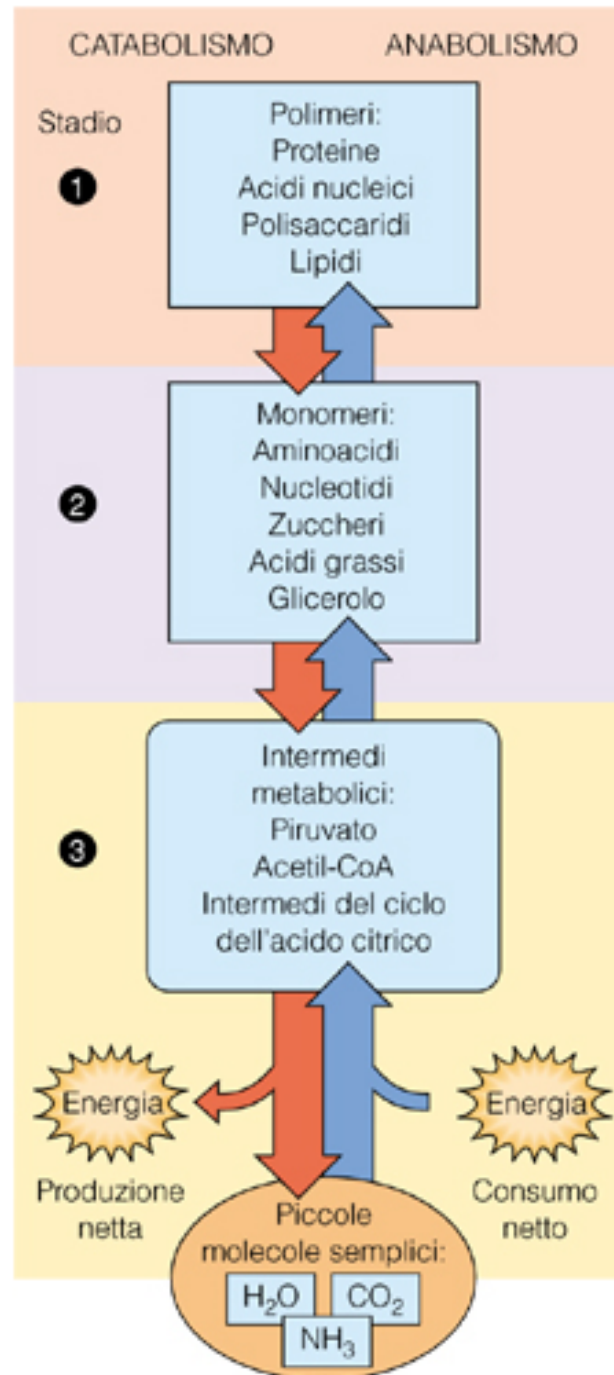 CATABOLISMO ANABOLISMO
Stadio
1
Polimeri:
Proteine
Acidi nucleici
Polisaccaridi
Lipidi
2
Monomeri:
Aminoacidi
Nucleotidi
Zuccheri
Acidi grassi
Glicerolo
3
Intermedi
metabolici:
Piruvato
Acetil-CoA
Intermedi del ciclo
dell'acido citrico
Energia
Produzione
netta
Energia
Consumo
netto
Piccole
molecole semplici:
H₂O CO₂
NH₃